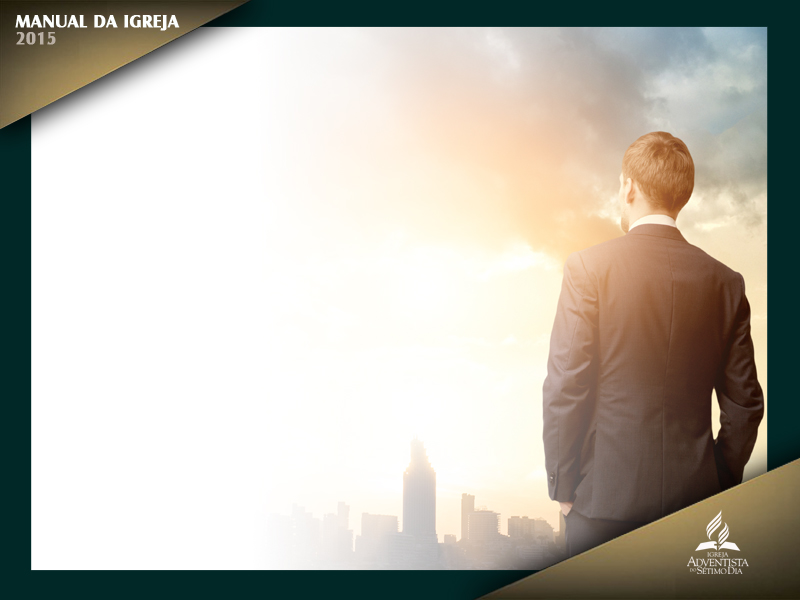 MANUAL DA IGREJA
2015
IGREJA
ADVENTISTA
DO SÉTIMO DIA